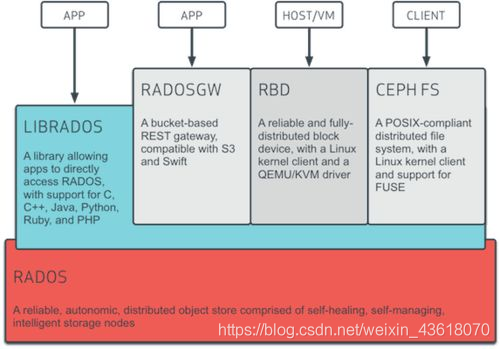 APP
APP
HOST/VM
CLIENT
RADOSGW
A bucket-based
REST gateway,
compatible with S3
and Swift
RBD
A reliable and fully-
distributed block
device, with a Linux
kernel client and a
QEMU/KVM driver
CEPH FS
A POSIX-compliant
distributed file
system, with a
Linux kernel client
and support for
FUSE
LIBRADOS
A library allowing
apps to directly
access RADOS,
with support for C,
C++, Java, Python,
Ruby, and PHP
RADOS
A reliable, autonomic, distributed object store comprised of self-healing, self-managing,
intelligent storage nodes
https://blog.csdn.net/weixin_43618070